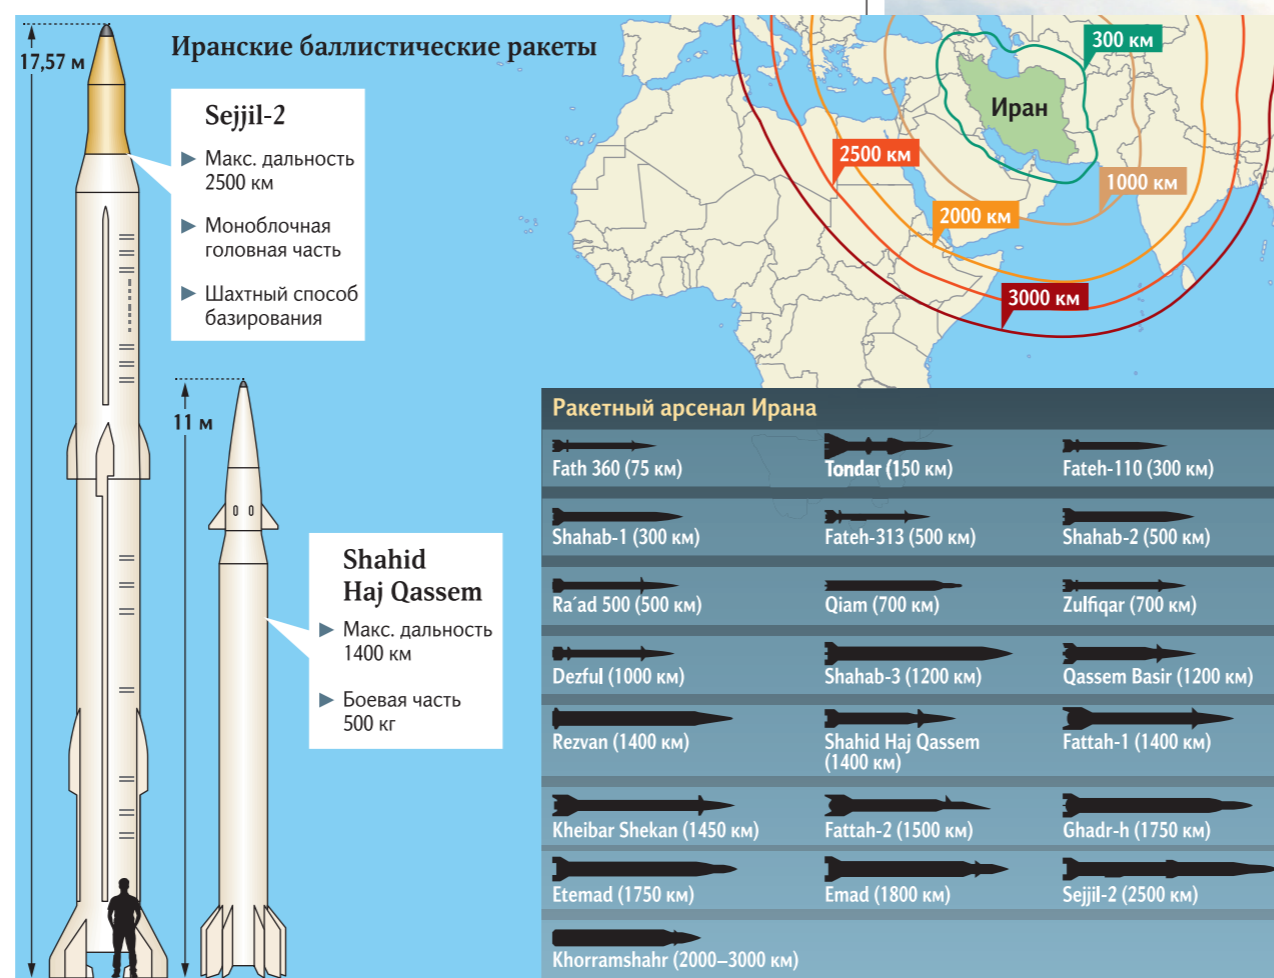 Иранские баллистические ракеты
17,57 м
Sejjil-2
▶ Макс. дальность
2500 км
▶ Моноблочная
головная часть
▶ Шахтный способ
базирования
11 м
Shahid
Haj Qassem
▶ Макс. дальность
1400 км
▶ Боевая часть
500 кг
300 км
Иран
2500 км
1000 км
2000 км
3000 км
Ракетный арсенал Ирана
Fath 360 (75 км)
Tondar (150 км)
Fateh-110 (300 км)
Shahab-1 (300 км)
Fateh-313 (500 км)
Shahab-2 (500 км)
Ra´ad 500 (500 км)
Qiam (700 км)
Zulfiqar (700 км)
Dezful (1000 км)
Shahab-3 (1200 км)
Qassem Basir (1200 км)
Rezvan (1400 км)
Shahid Haj Qassem
(1400 км)
Fattah-1 (1400 км)
Kheibar Shekan (1450 км)
Fattah-2 (1500 км)
Ghadr-h (1750 км)
Etemad (1750 км)
Emad (1800 км)
Sejjil-2 (2500 км)
Khorramshahr (2000–3000 км)